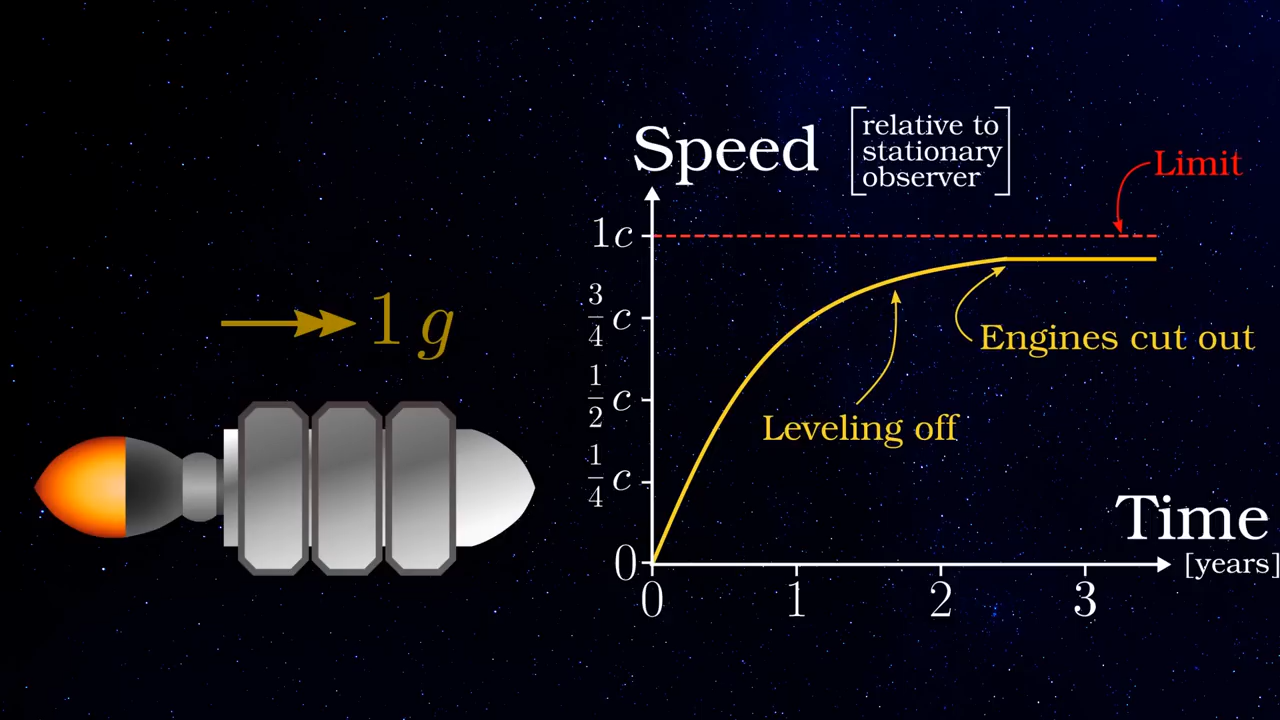 Speed
relative to
stationary
observer
Limit
1c
3/4 c
1 g
Engines cut out
1/2 c
Leveling off
1/4 c
Time
[years]
0
0 1 2 3